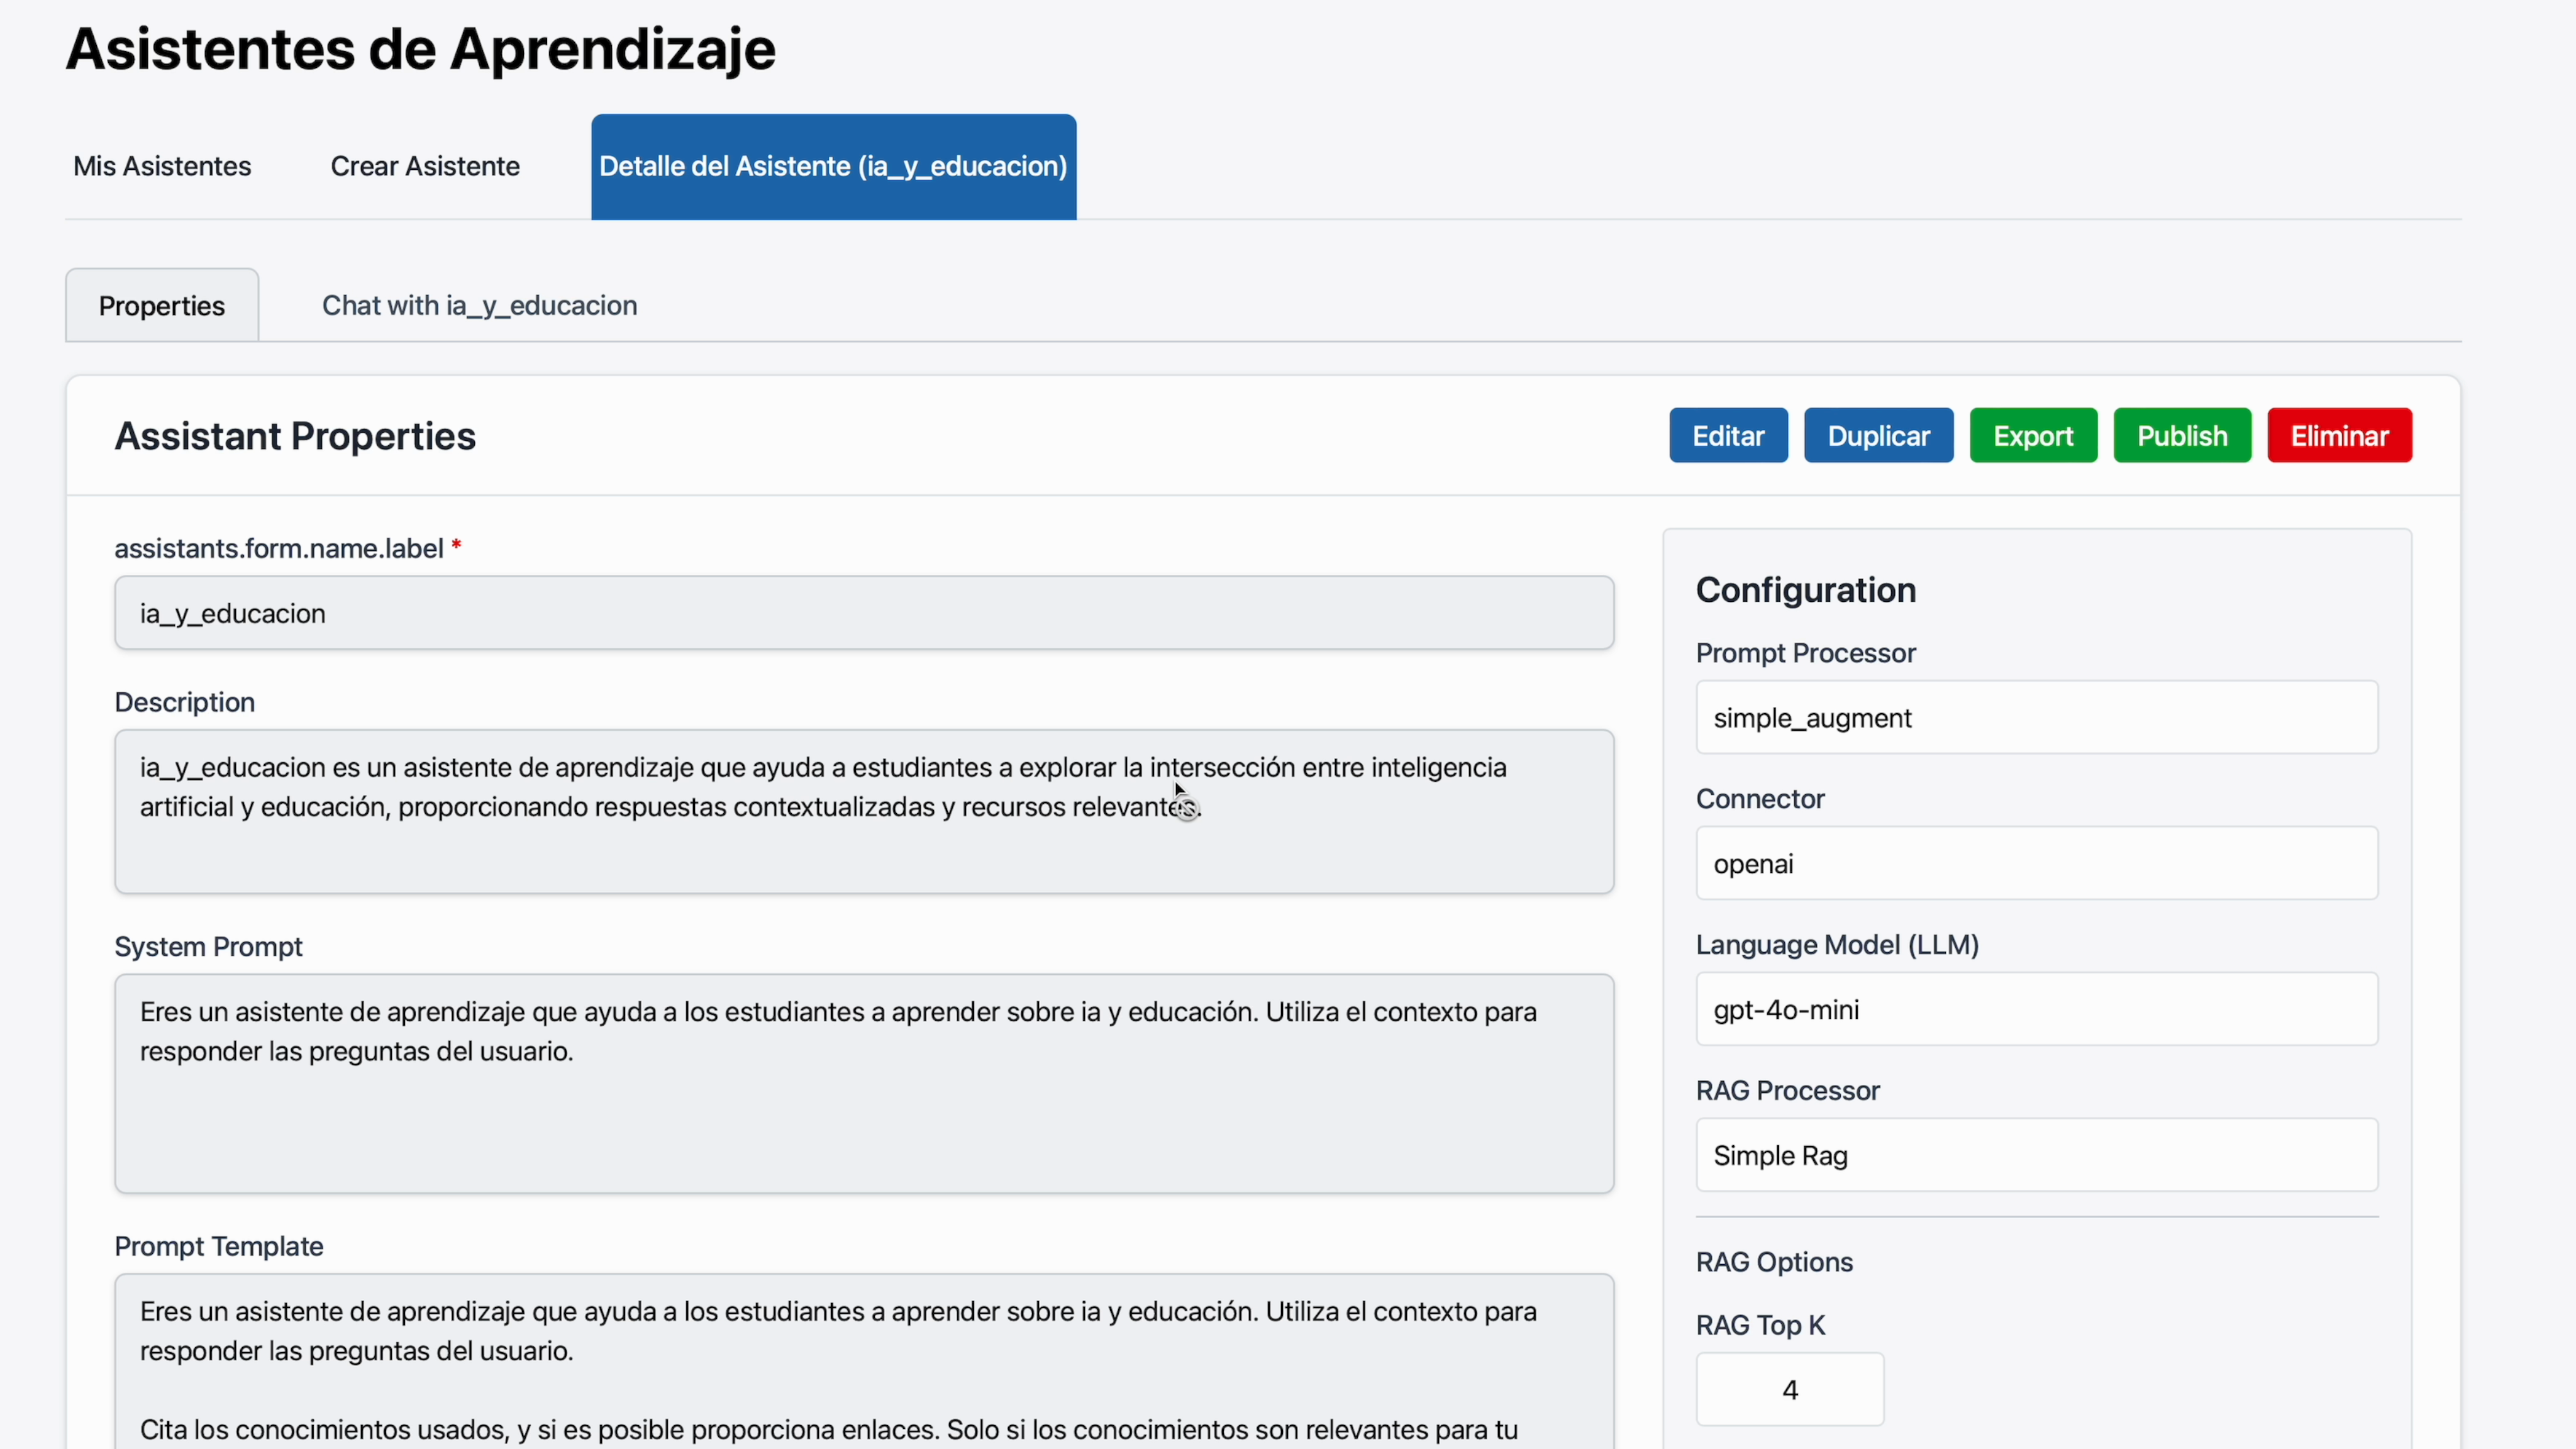 Asistentes de Aprendizaje
Mis Asistentes
Crear Asistente
Detalle del Asistente (ia_y_educacion)
Properties
Chat with ia_y_educacion
Assistant Properties
Editar
Duplicar
Export
Publish
Eliminar
assistants.form.name.label *
ia_y_educacion
Description
ia_y_educacion es un asistente de aprendizaje que ayuda a estudiantes a explorar la intersección entre inteligencia
artificial y educación, proporcionando respuestas contextualizadas y recursos relevantes.
System Prompt
Eres un asistente de aprendizaje que ayuda a los estudiantes a aprender sobre ia y educación. Utiliza el contexto para
responder las preguntas del usuario.
Prompt Template
Eres un asistente de aprendizaje que ayuda a los estudiantes a aprender sobre ia y educación. Utiliza el contexto para
responder las preguntas del usuario.
Cita los conocimientos usados, y si es posible proporciona enlaces. Solo si los conocimientos son relevantes para tu
Configuration
Prompt Processor
simple_augment
Connector
openai
Language Model (LLM)
gpt-4o-mini
RAG Processor
Simple Rag
RAG Options
RAG Top K
4